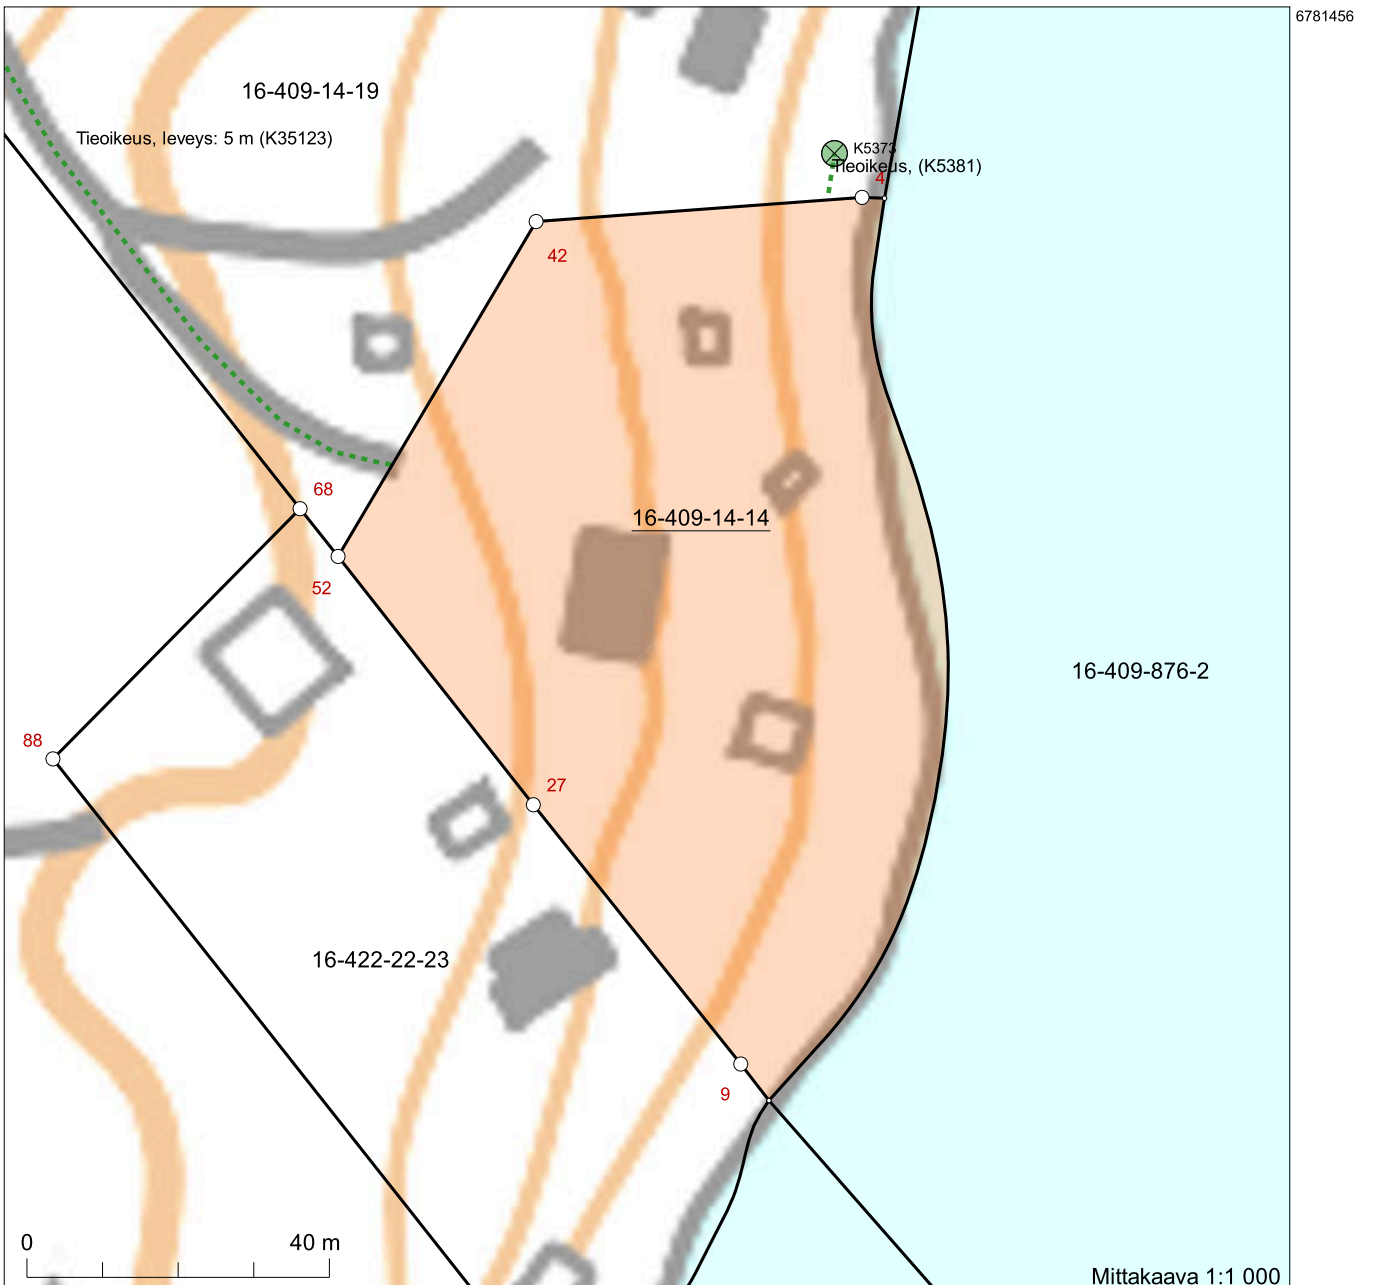 6781456
16-409-14-19
Tieoikeus, leveys: 5 m (K35123)
K5373
Tieoikeus, (K5381)
4
42
68
16-409-14-14
52
16-409-876-2
88
27
16-422-22-23
9
0 40 m
Mittakaava 1:1 000